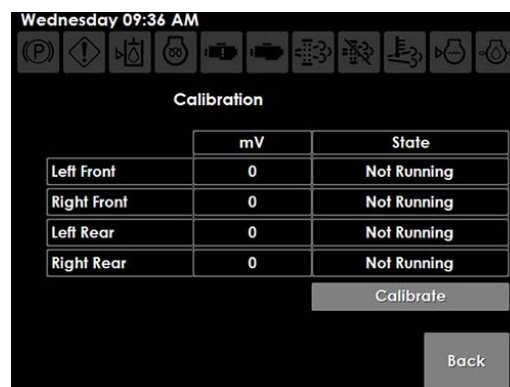 Wednesday 09:36 AM
(P)
Calibration
mV State
Left Front 0 Not Running
Right Front 0 Not Running
Left Rear 0 Not Running
Right Rear 0 Not Running
Calibrate
Back